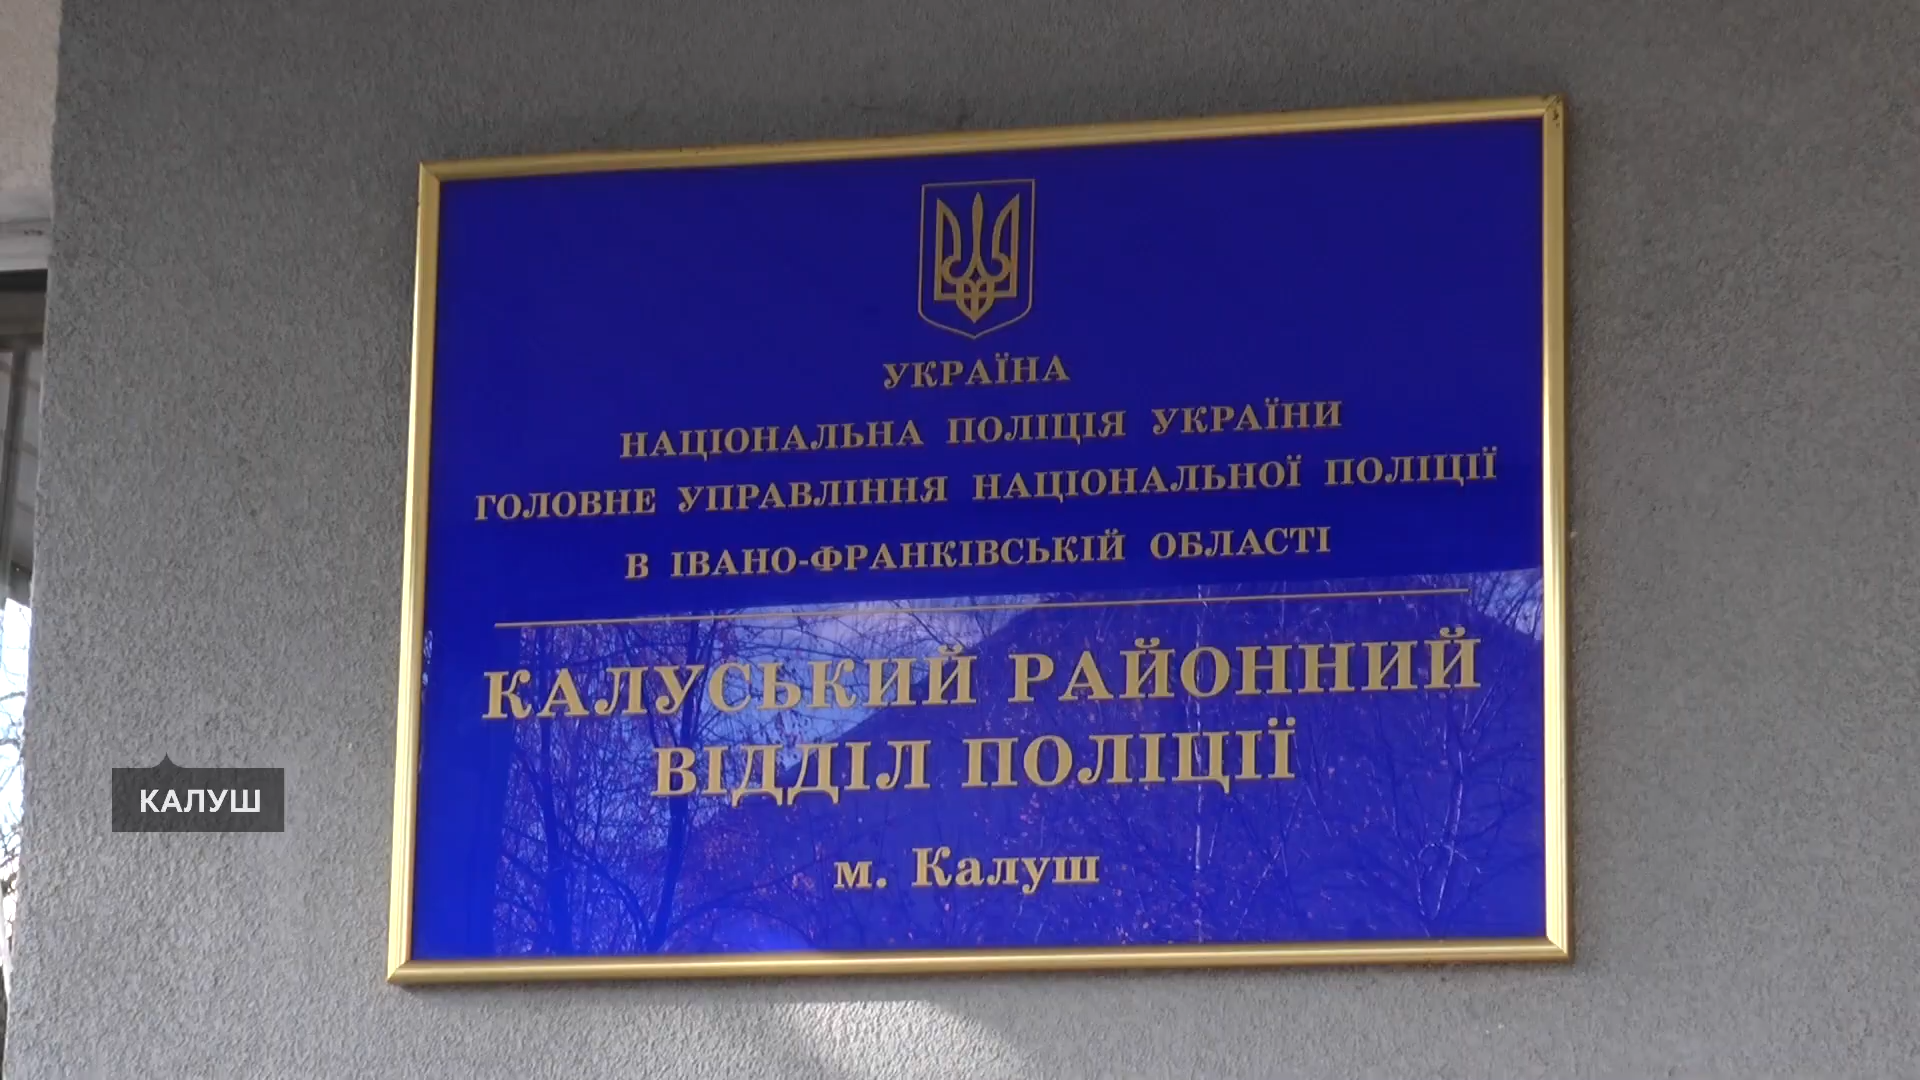 УКРАЇНА
НАЦІОНАЛЬНА ПОЛІЦІЯ УКРАЇНИ
ГОЛОВНЕ УПРАВЛІННЯ НАЦІОНАЛЬНОЇ ПОЛІЦІЇ
В ІВАНО-ФРАНКІВСЬКІЙ ОБЛАСТІ
КАЛУСЬКИЙ РАЙОННИЙ
ВІДДІЛ ПОЛІЦІЇ
м. Калуш
КАЛУШ